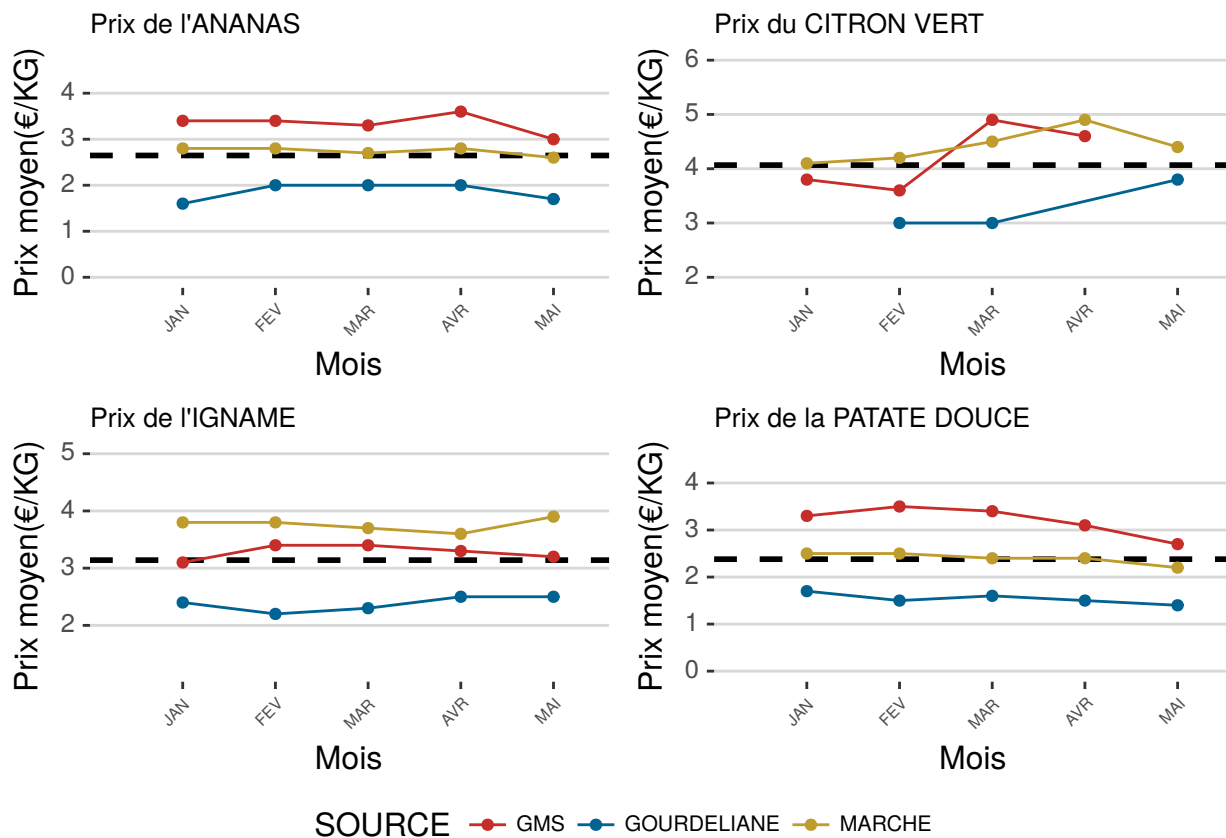 Prix de l'ANANAS
Prix moyen(€/KG)
4
3
2
1
0
JAN
FEV
MAR
AVR
MAI
Mois
Prix du CITRON VERT
Prix moyen(€/KG)
6
5
4
3
2
JAN
FEV
MAR
AVR
MAI
Mois
Prix de l'IGNAME
Prix moyen(€/KG)
5
4
3
2
JAN
FEV
MAR
AVR
MAI
Mois
Prix de la PATATE DOUCE
Prix moyen(€/KG)
4
3
2
1
0
JAN
FEV
MAR
AVR
MAI
Mois
SOURCE GMS GOURDELIANE MARCHE